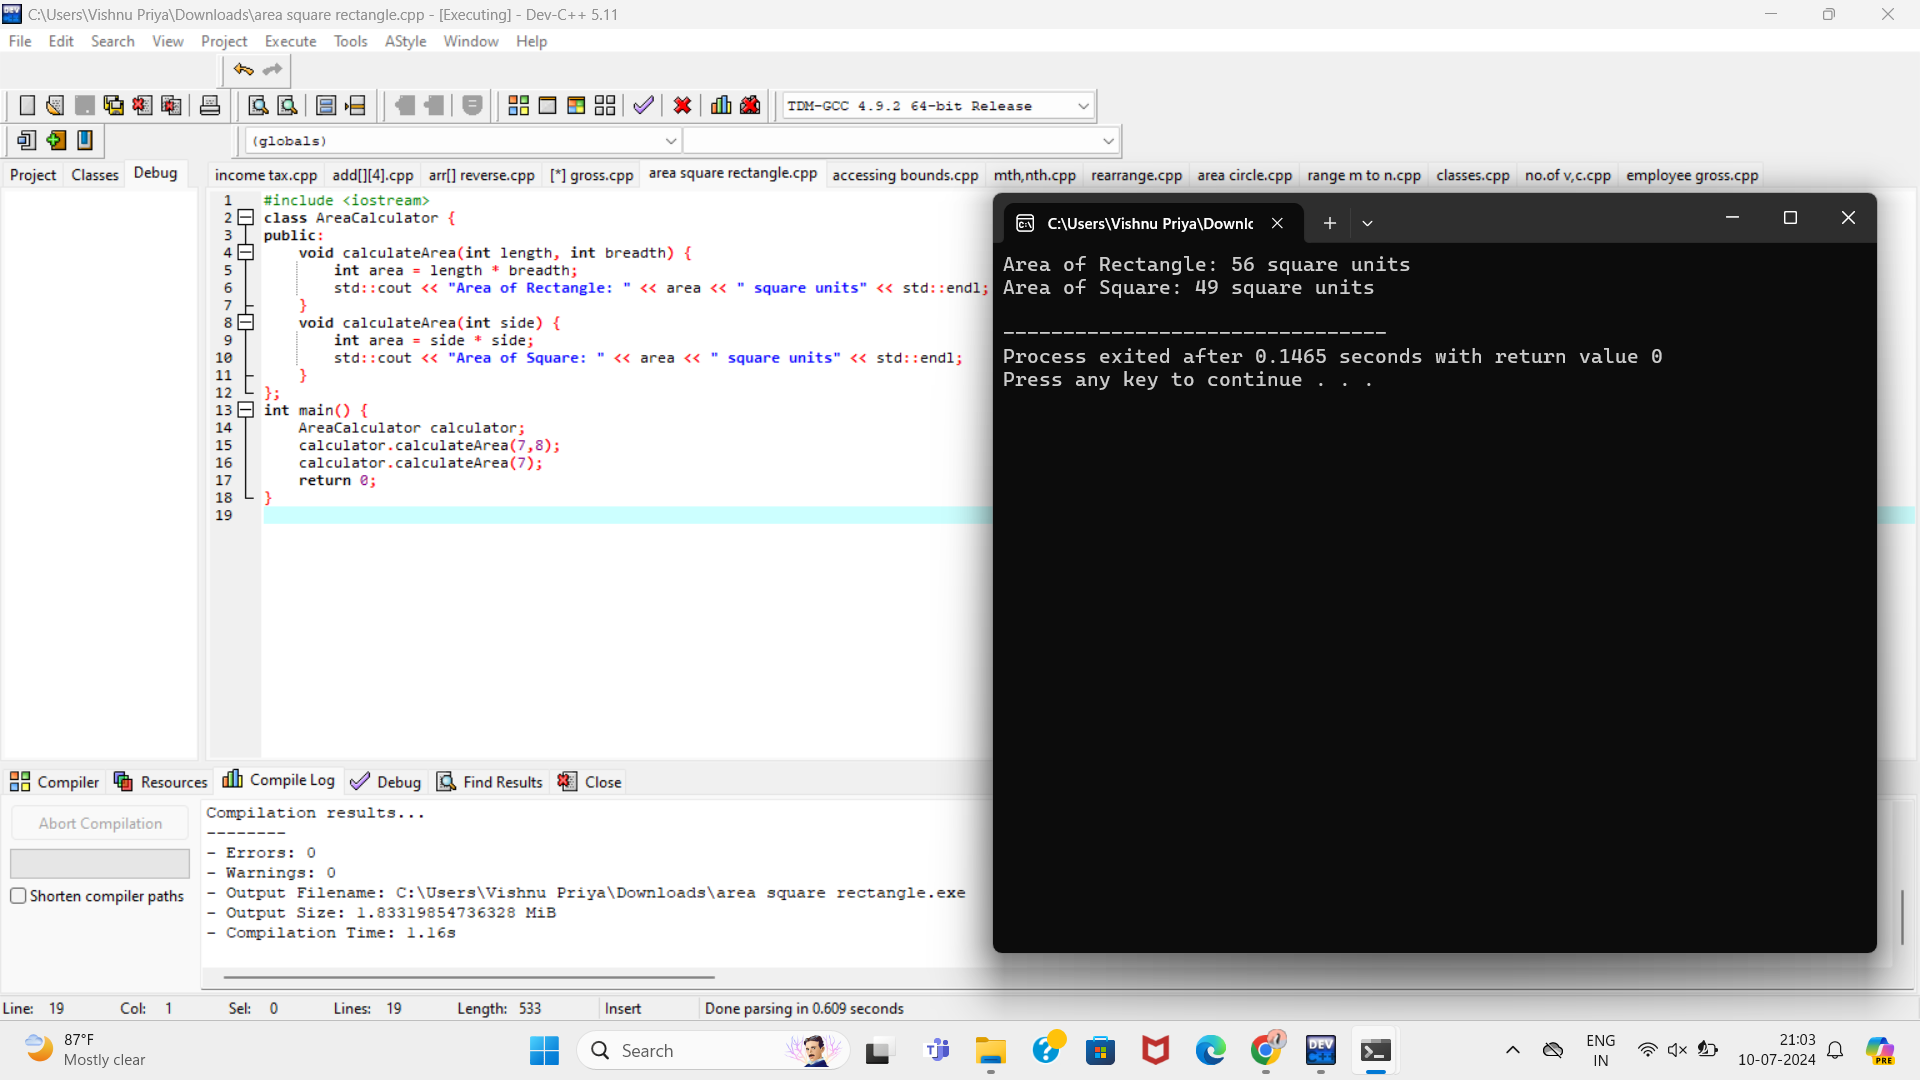 C:\Users\Vishnu Priya\Downloads\area square rectangle.cpp - [Executing] - Dev-C++ 5.11
File Edit Search View Project Execute Tools AStyle Window Help
TDM-GCC 4.9.2 64-bit Release
(globals)
Project Classes Debug
income tax.cpp add[][4].cpp arr[] reverse.cpp [*] gross.cpp area square rectangle.cpp accessing bounds.cpp mth,nth.cpp rearrange.cpp area circle.cpp range m to n.cpp classes.cpp no.of v,c.cpp employee gross.cpp
1 #include <iostream>
2 class AreaCalculator {
3 public:
4 void calculateArea(int length, int breadth) {
5 int area = length * breadth;
6 std::cout << "Area of Rectangle: " << area << " square units" << std::endl;
7 }
8 void calculateArea(int side) {
9 int area = side * side;
10 std::cout << "Area of Square: " << area << " square units" << std::endl;
11 }
12 };
13 int main() {
14 AreaCalculator calculator;
15 calculator.calculateArea(7,8);
16 calculator.calculateArea(7);
17 return 0;
18 }
19
C:\Users\Vishnu Priya\Downlc
Area of Rectangle: 56 square units
Area of Square: 49 square units
--------------------------------
Process exited after 0.1465 seconds with return value 0
Press any key to continue . . .
Compiler Resources Compile Log Debug Find Results Close
Abort Compilation
Shorten compiler paths
Compilation results...
--------
- Errors: 0
- Warnings: 0
- Output Filename: C:\Users\Vishnu Priya\Downloads\area square rectangle.exe
- Output Size: 1.83319854736328 MiB
- Compilation Time: 1.16s
Line: 19 Col: 1 Sel: 0 Lines: 19 Length: 533 Insert Done parsing in 0.609 seconds
87°F
Mostly clear
Search
DEV
ENG
IN
21:03
10-07-2024
PRE